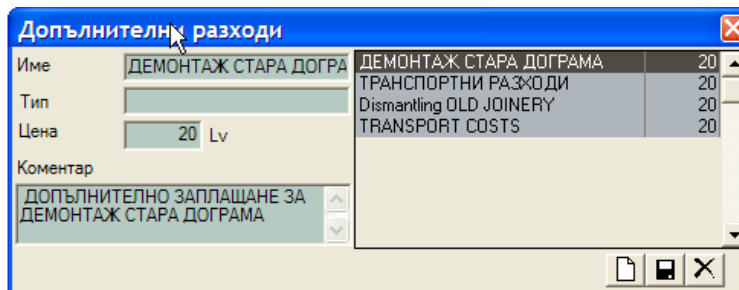 Допълнителни разходи
Име ДЕМОНТАЖ СТАРА ДОГРА
Тип
Цена 20 Lv
Коментар
ДОПЪЛНИТЕЛНО ЗАПЛАЩАНЕ ЗА
ДЕМОНТАЖ СТАРА ДОГРАМА
ДЕМОНТАЖ СТАРА ДОГРАМА 20
ТРАНСПОРТНИ РАЗХОДИ 20
Dismantling OLD JOINERY 20
TRANSPORT COSTS 20